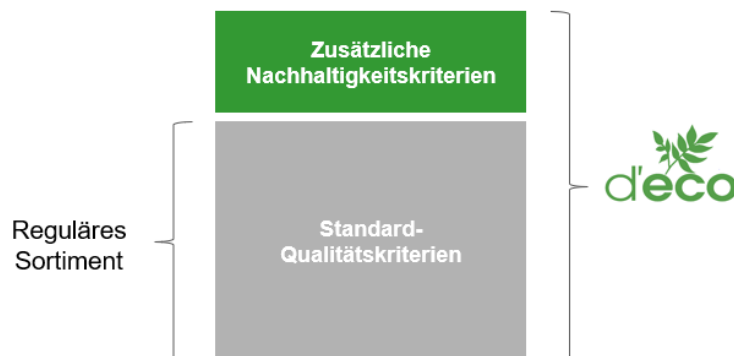 Zusätzliche
Nachhaltigkeitskriterien
Reguläres
Sortiment
Standard-
Qualitätskriterien
d'eco